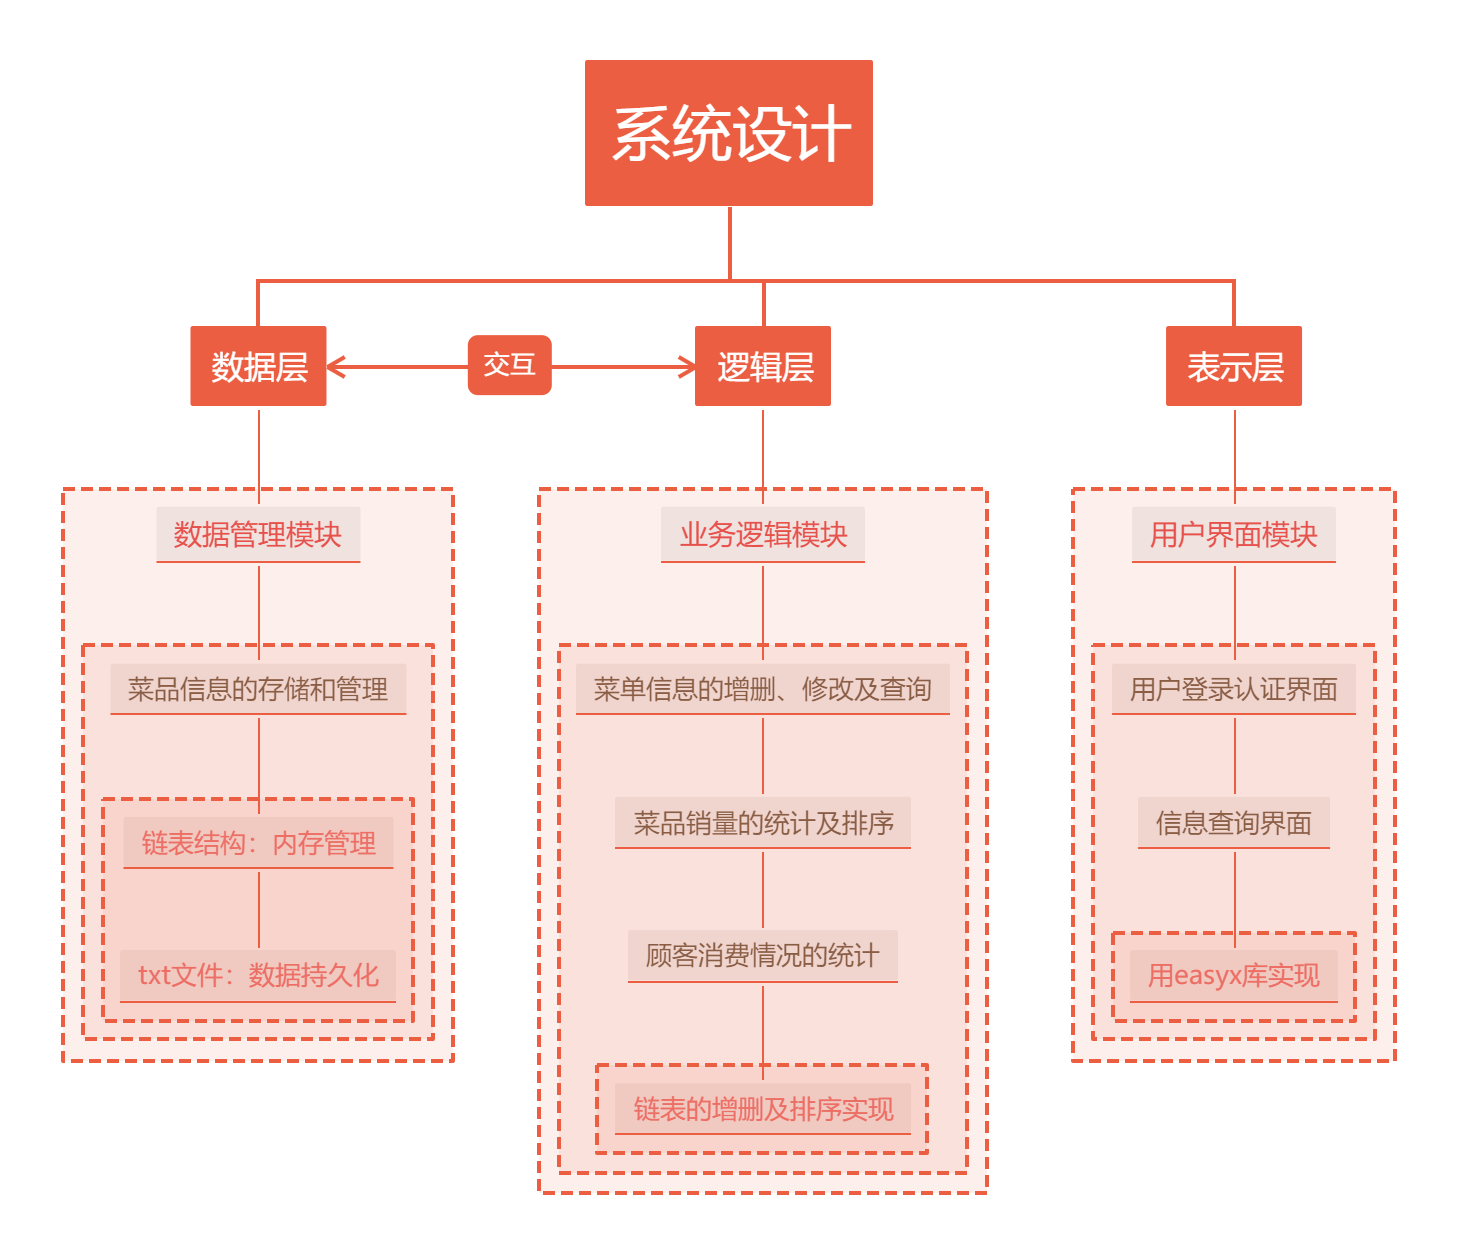 系统设计
数据层
交互
逻辑层
表示层
数据管理模块
业务逻辑模块
用户界面模块
菜品信息的存储和管理
菜单信息的增删、修改及查询
用户登录认证界面
链表结构：内存管理
菜品销量的统计及排序
信息查询界面
txt文件：数据持久化
顾客消费情况的统计
用easyx库实现
链表的增删及排序实现